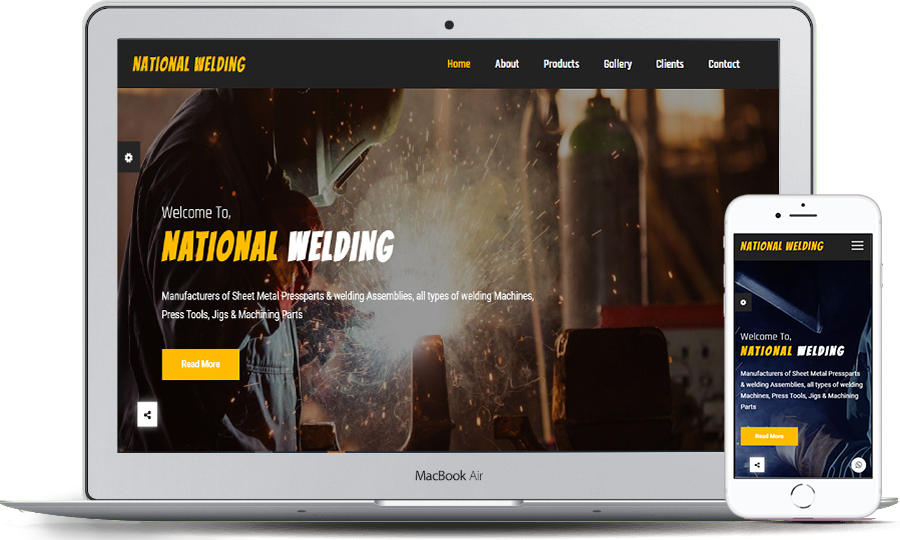 NATIONAL WELDING
Home About Products Gallery Clients Contact
Welcome To,
NATIONAL WELDING
Manufacturers of Sheet Metal Pressparts & welding Assemblies, all types of welding Machines,
Press Tools, Jigs & Machining Parts
Read More
MacBook Air
NATIONAL WELDING
Welcome To,
NATIONAL WELDING
Manufacturers of Sheet Metal Pressparts
& welding Assemblies, all types of welding
Machines, Press Tools, Jigs & Machining
Parts
Read More